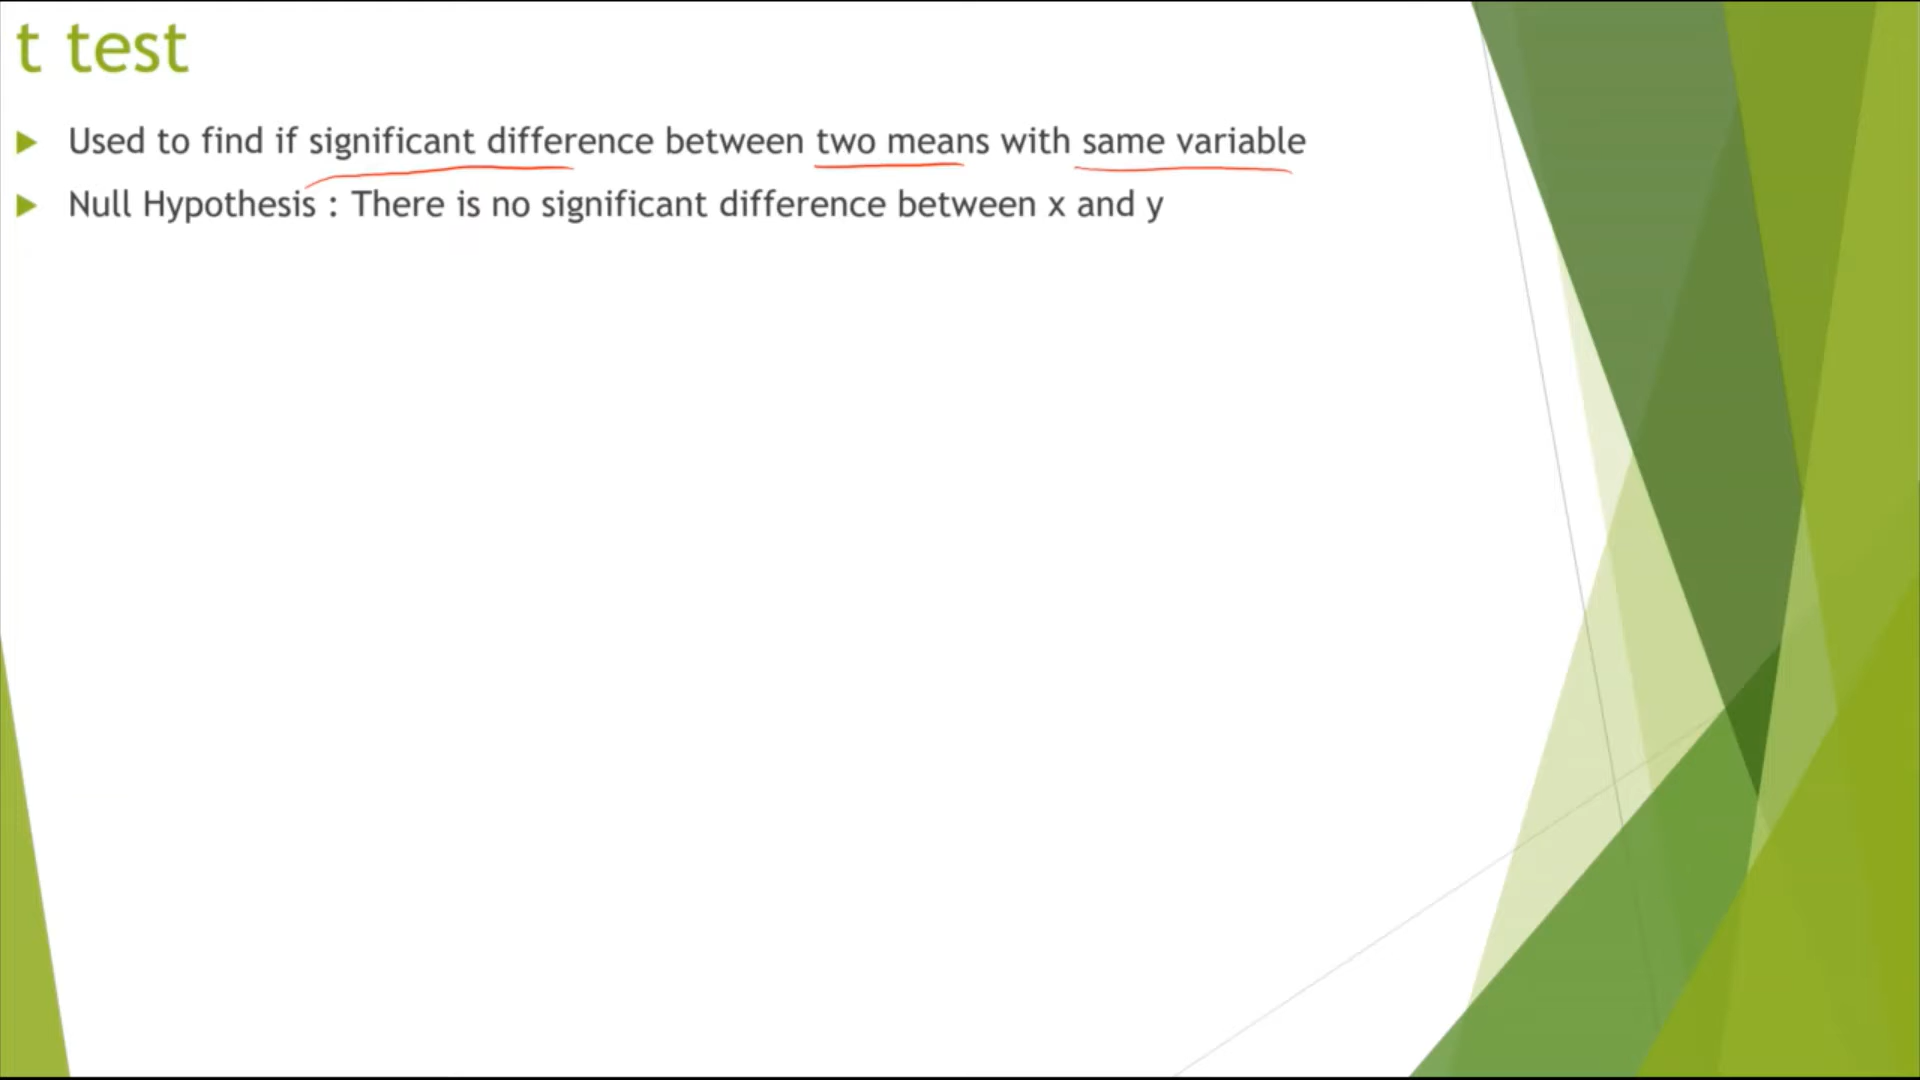 t test
Used to find if significant difference between two means with same variable
Null Hypothesis : There is no significant difference between x and y